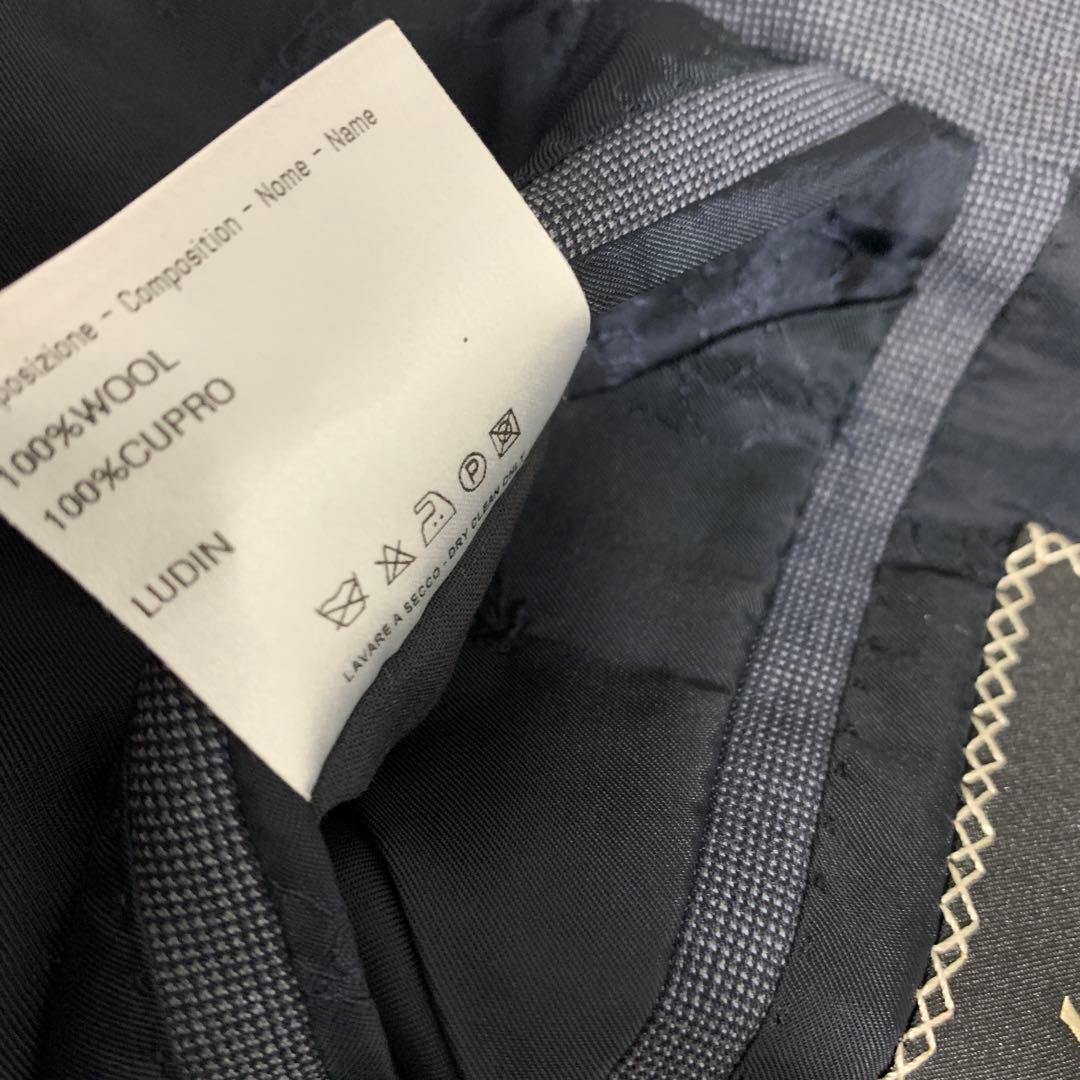 posizione - Composition - Nome - Name
100%WOOL
100%CUPRO
LUDIN
P
LAVARE A SECCO - DRY CLEAN ONLY